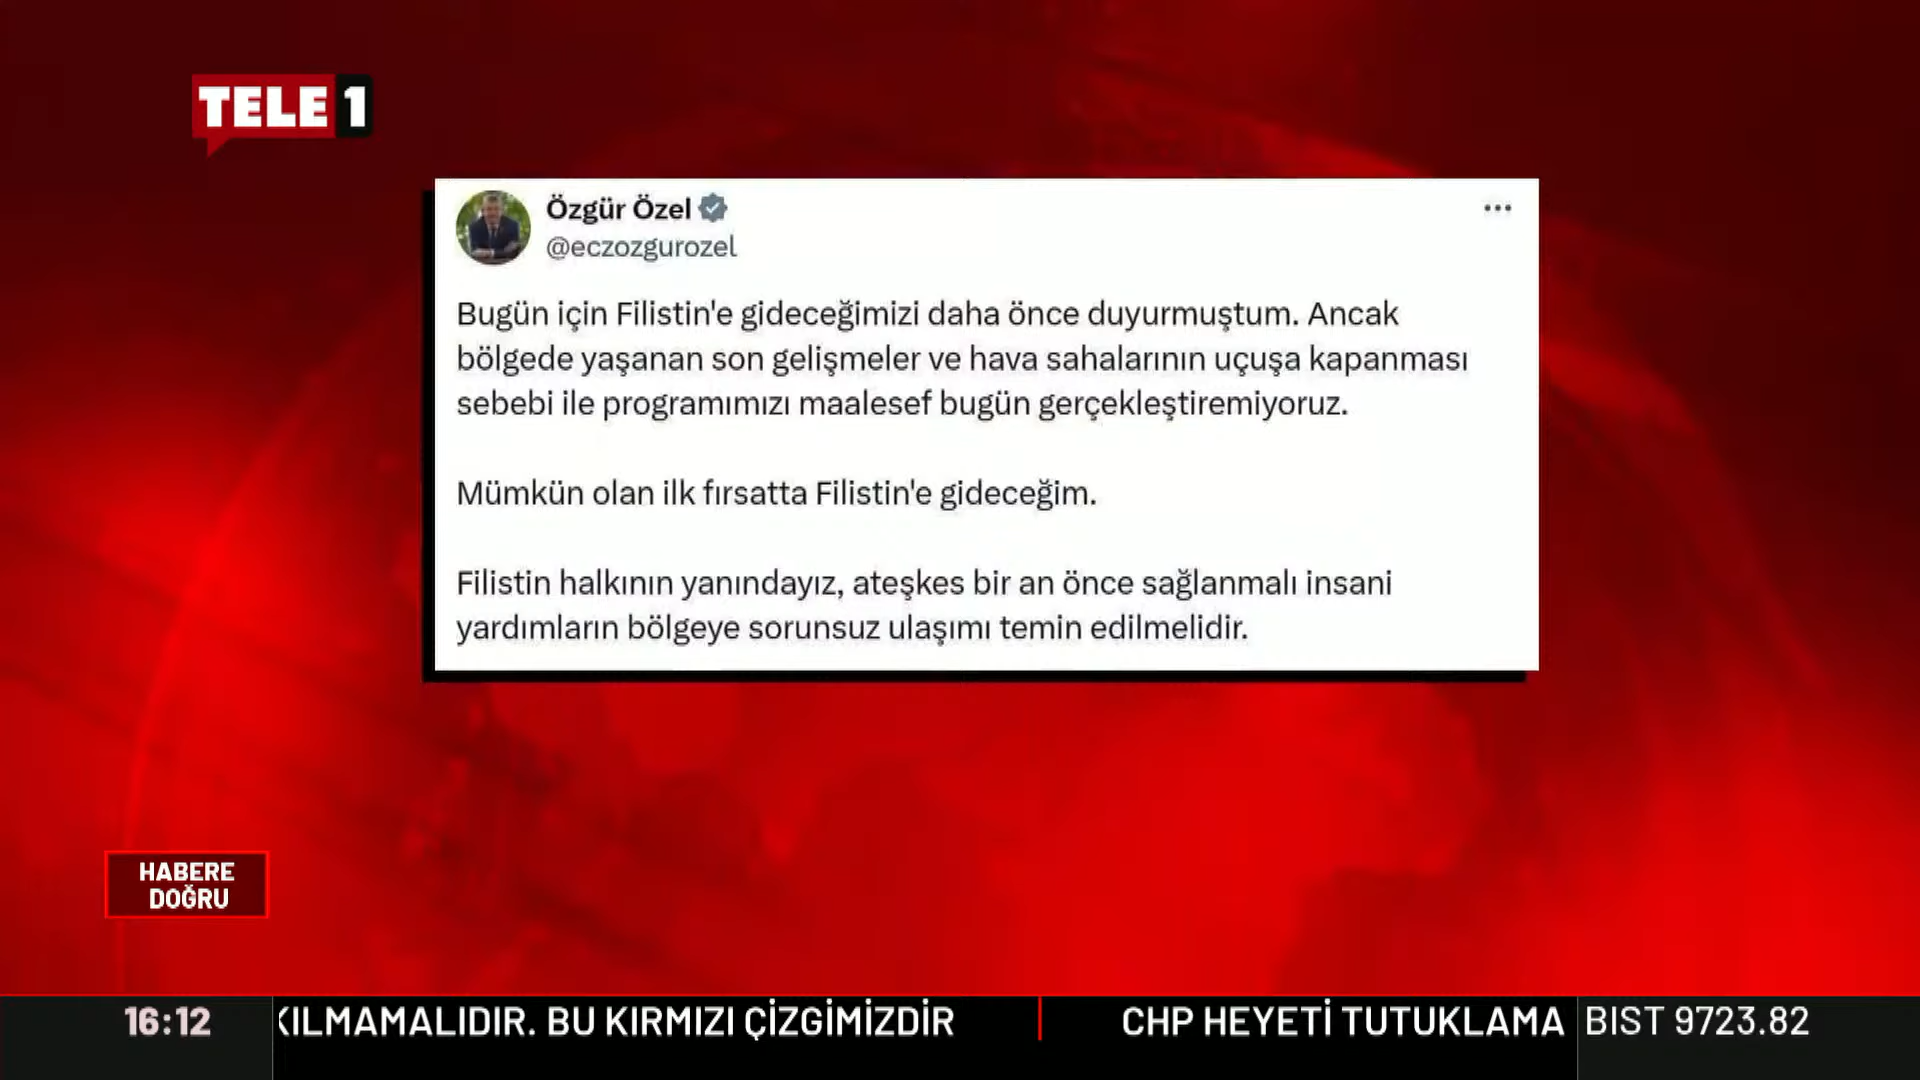 TELE1
Özgür Özel
@eczozgurozel
Bugün için Filistin'e gideceğimizi daha önce duyurmuştum. Ancak
bölgede yaşanan son gelişmeler ve hava sahalarının uçuşa kapanması
sebebi ile programımızı maalesef bugün gerçekleştiremiyoruz.
Mümkün olan ilk fırsatta Filistin'e gideceğim.
Filistin halkının yanındayız, ateşkes bir an önce sağlanmalı insani
yardımların bölgeye sorunsuz ulaşımı temin edilmelidir.
HABERE
DOĞRU
16:12 KILMAMALIDIR. BU KIRMIZI ÇİZGİMİZDİR CHP HEYETİ TUTUKLAMA BIST 9723.82